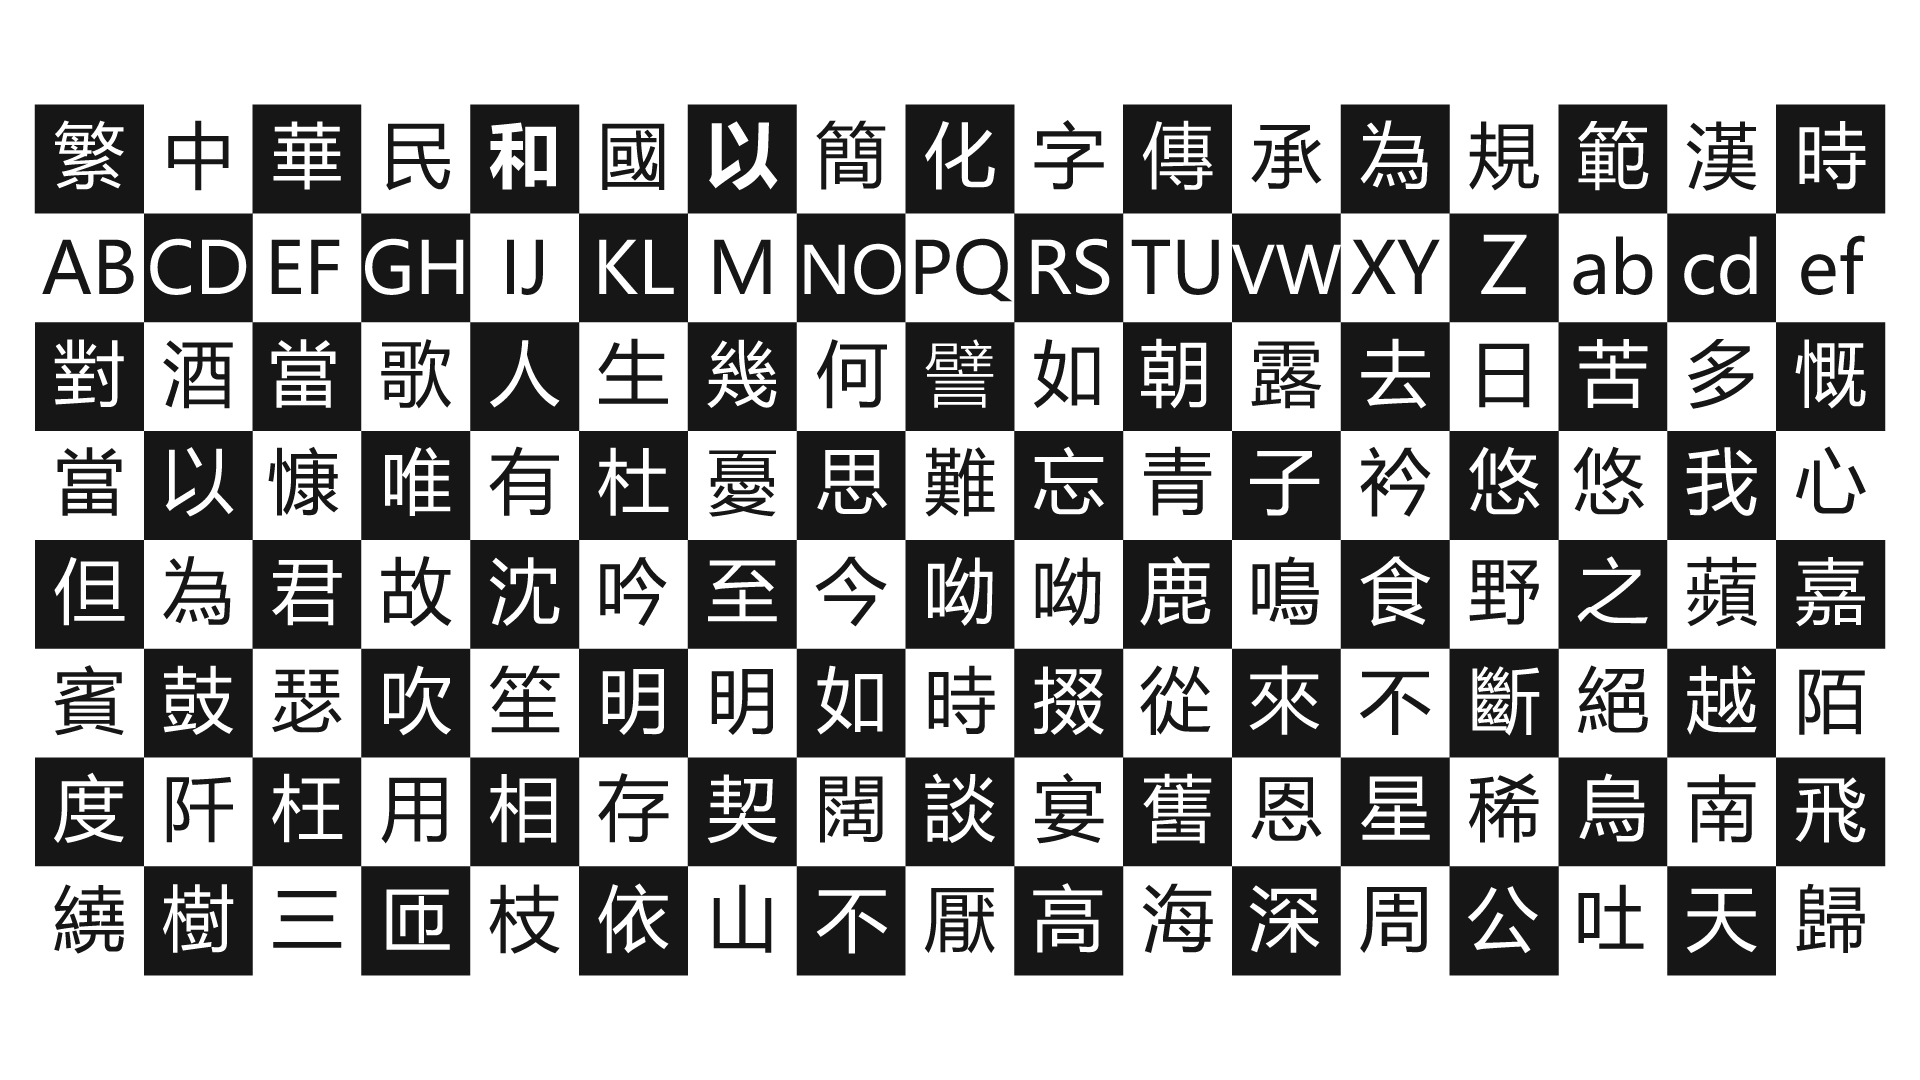 繁中華民和國以簡化字傳承為規範漢時
ABCDEFGHIJKLMNOPQRSTUVWXYZabcdef
對酒當歌人生幾何譬如朝露去日苦多慨
當以慷唯有杜憂思難忘青子衿悠悠我心
但為君故沈吟至今呦呦鹿鳴食野之蘋嘉
賓鼓瑟吹笙明明如時掇從來不斷絕越陌
度阡枉用相存契闊談宴舊恩星稀烏南飛
繞樹三匝枝依山不厭高海深周公吐天歸